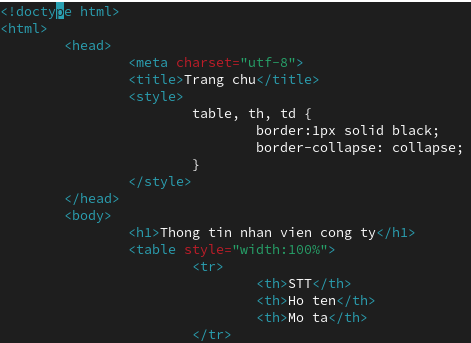 <!doctype html>
<html>
<head>
<meta charset="utf-8">
<title>Trang chu</title>
<style>
table, th, td {
border:1px solid black;
border-collapse: collapse;
}
</style>
</head>
<body>
<h1>Thong tin nhan vien cong ty</h1>
<table style="width:100%">
<tr>
<th>STT</th>
<th>Ho ten</th>
<th>Mo ta</th>
</tr>